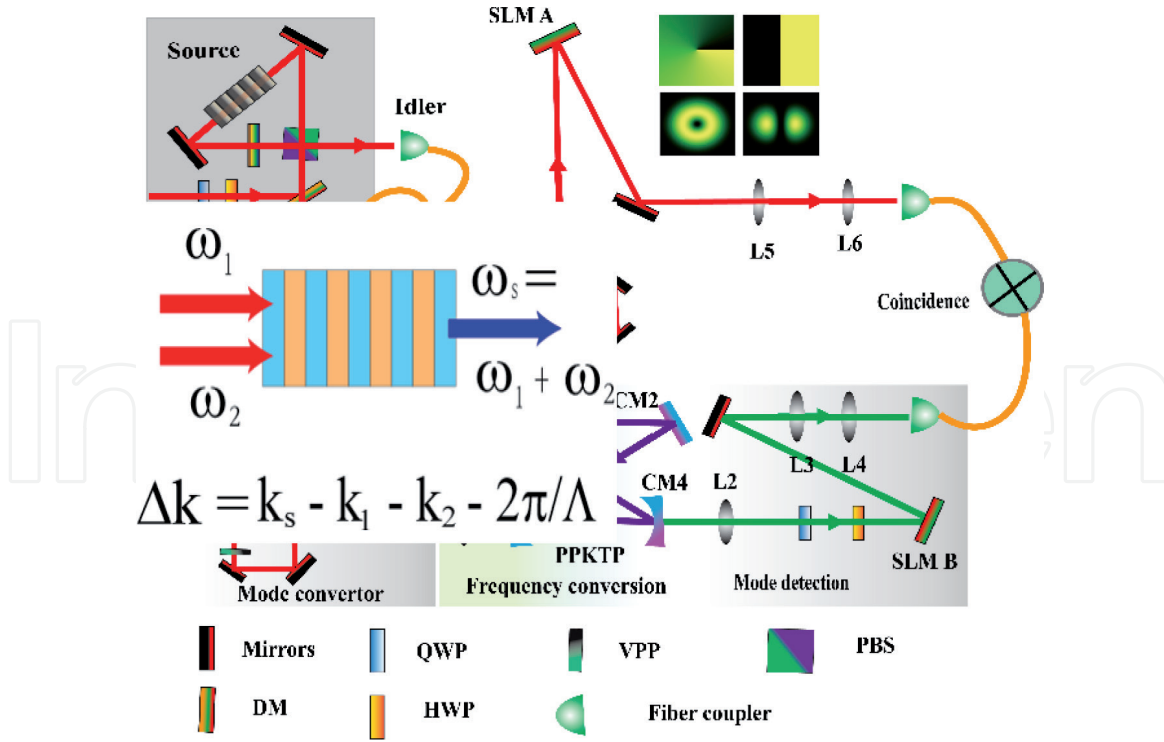 SLM A
Source
Idler
L5
L6
Coincidence
ω1
ω2
ωs =
ω1 + ω2
Δk = ks - k1 - k2 - 2π/Λ
CM2
L3
L4
CM4
L2
PPKTP
SLM B
Mode convertor
Frequency conversion
Mode detection
Mirrors
QWP
VPP
PBS
DM
HWP
Fiber coupler